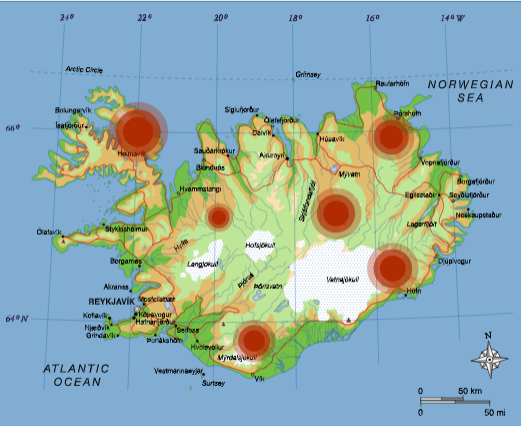 24° 22° 20° 18° 16° 14°W
Arctic Circle
Grímsey
Raufarhöfn
NORWEGIAN
SEA
Bolungarvík
Ísafjörður
Siglufjörður
Ólafsfjörður
Þórshöfn
66°
Dalvík
Húsavík
Hólmavík
Sauðárkrókur
Akureyri
Vopnafjörður
Blönduós
Mývatn
Borgarfjörður
Hvammstangi
Egilsstaðir
Seyðisfjörður
Neskaupstaður
Lagarfljót
Stykkishólmur
Ólafsvík
Hvíta
Hofsjökull
Djúpivogur
Borgarnes
Langjökull
Þjórsá
Vatnajökull
Þórisvatn
Akranes
Höfn
REYKJAVÍK
Mosfellsbær
Keflavík
Kópavogur
64°N
Hafnarfjörður
Njarðvík
Selfoss
Grindavík
Þorlákshöfn
Hvolsvöllur
N
Mýrdalsjökull
ATLANTIC
OCEAN
Vestmannaeyjar
Vík
Surtsey
0 50 km
0 50 mi